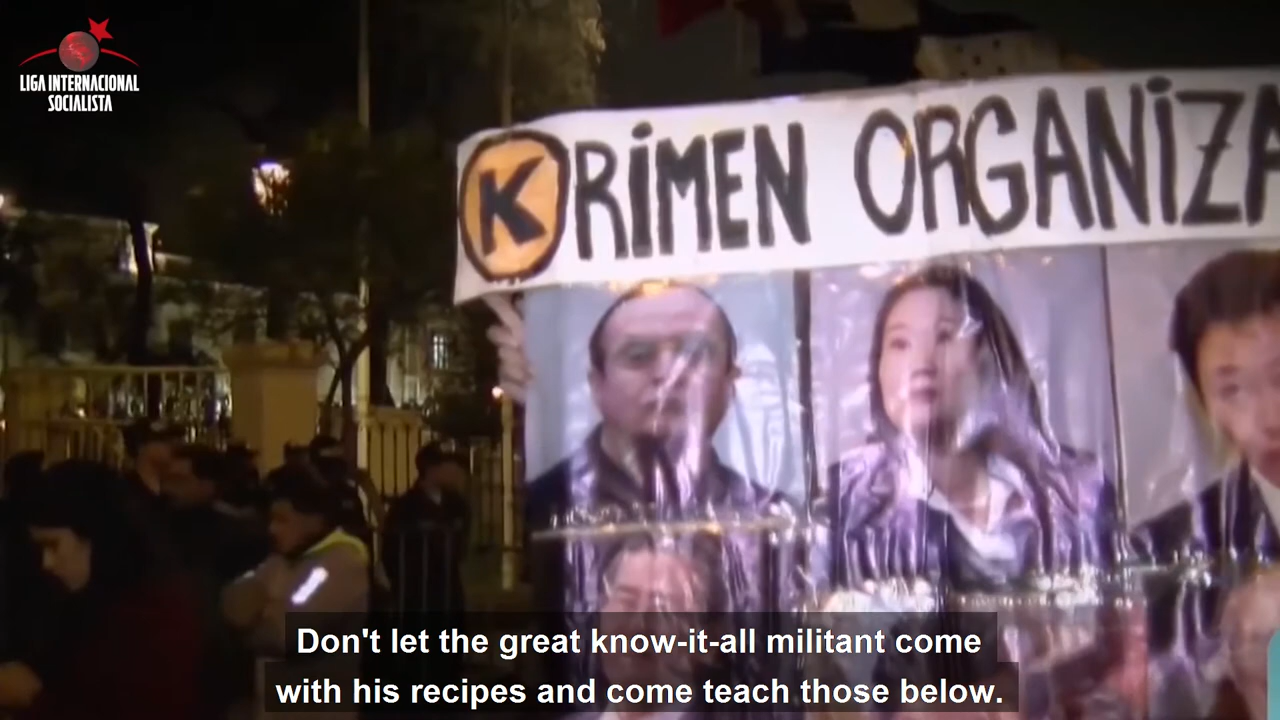 LIGA INTERNACIONAL
SOCIALISTA
KRIMEN ORGANIZA
Don't let the great know-it-all militant come
with his recipes and come teach those below.